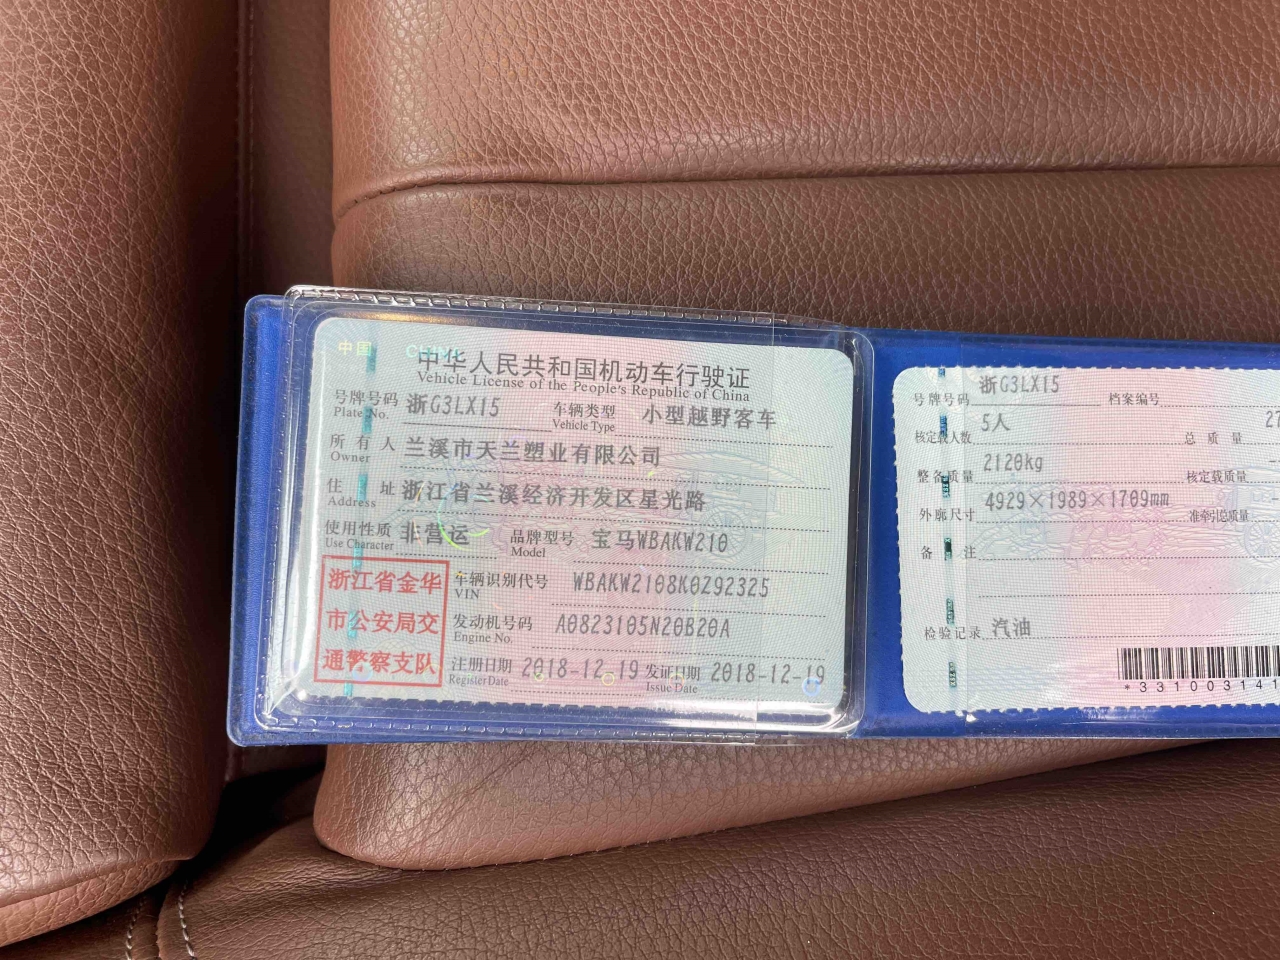 中国 CHINA
中华人民共和国机动车行驶证
Vehicle License of the People's Republic of China
号牌号码 浙G3LX15 车辆类型 小型越野客车
Plate No. Vehicle Type
所有人 兰溪市天兰塑业有限公司
Owner
住址 浙江省兰溪经济开发区星光路
Address
使用性质 非营运 品牌型号 宝马WBAKW210
Use Character Model
浙江省金华
市公安局交
通警察支队
车辆识别代号 WBAKW2108K0Z92325
VIN
发动机号码 A0823105N20B20A
Engine No.
注册日期 2018-12-19 发证日期 2018-12-19
Register Date Issue Date
号牌号码 浙G3LX15 档案编号
核定载人数 5人 总质量 27
整备质量 2120kg 核定载质量
外廓尺寸 4929×1989×1709mm 准牵引总质量
备注
检验记录 汽油
*331003141